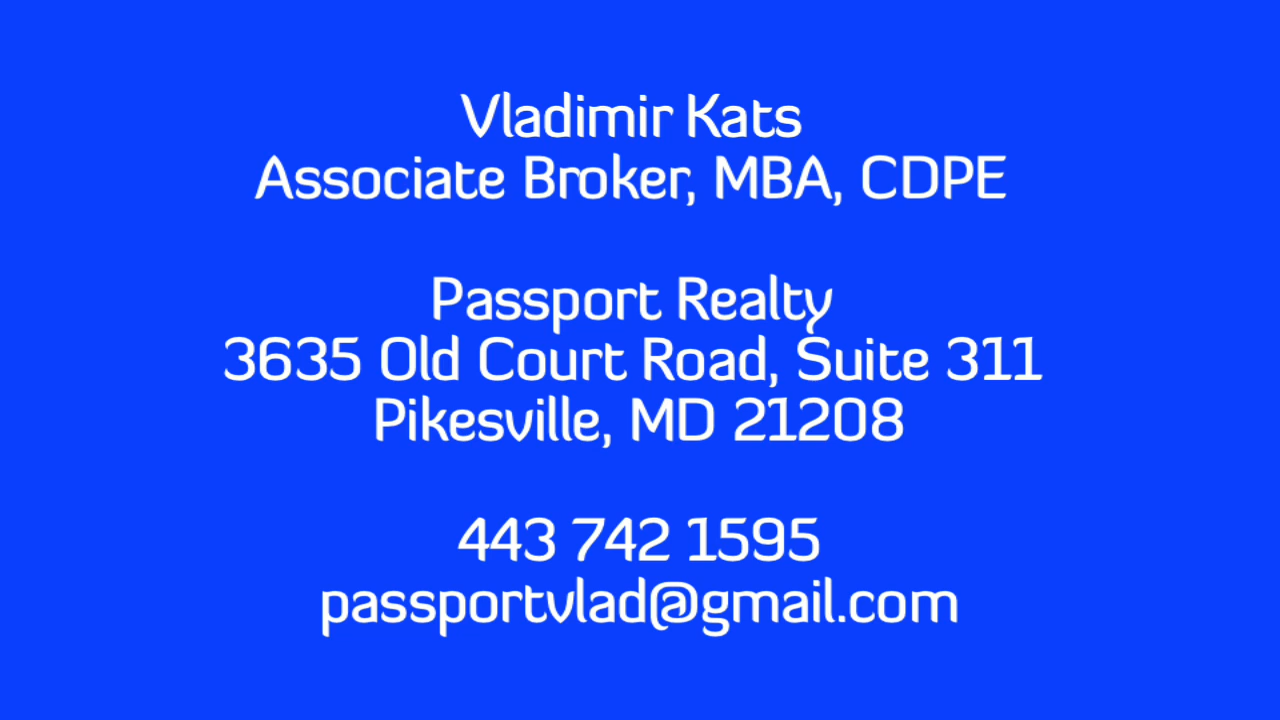 Vladimir Kats
Associate Broker, MBA, CDPE
Passport Realty
3635 Old Court Road, Suite 311
Pikesville, MD 21208
443 742 1595
passportvlad@gmail.com